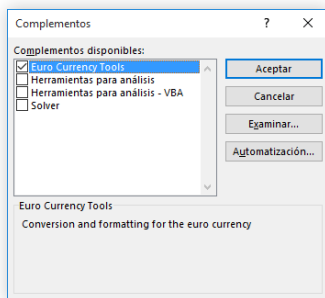 Complementos
Complementos disponibles:
Euro Currency Tools
Herramientas para análisis
Herramientas para análisis - VBA
Solver
Aceptar
Cancelar
Examinar...
Automatización...
Euro Currency Tools
Conversion and formatting for the euro currency